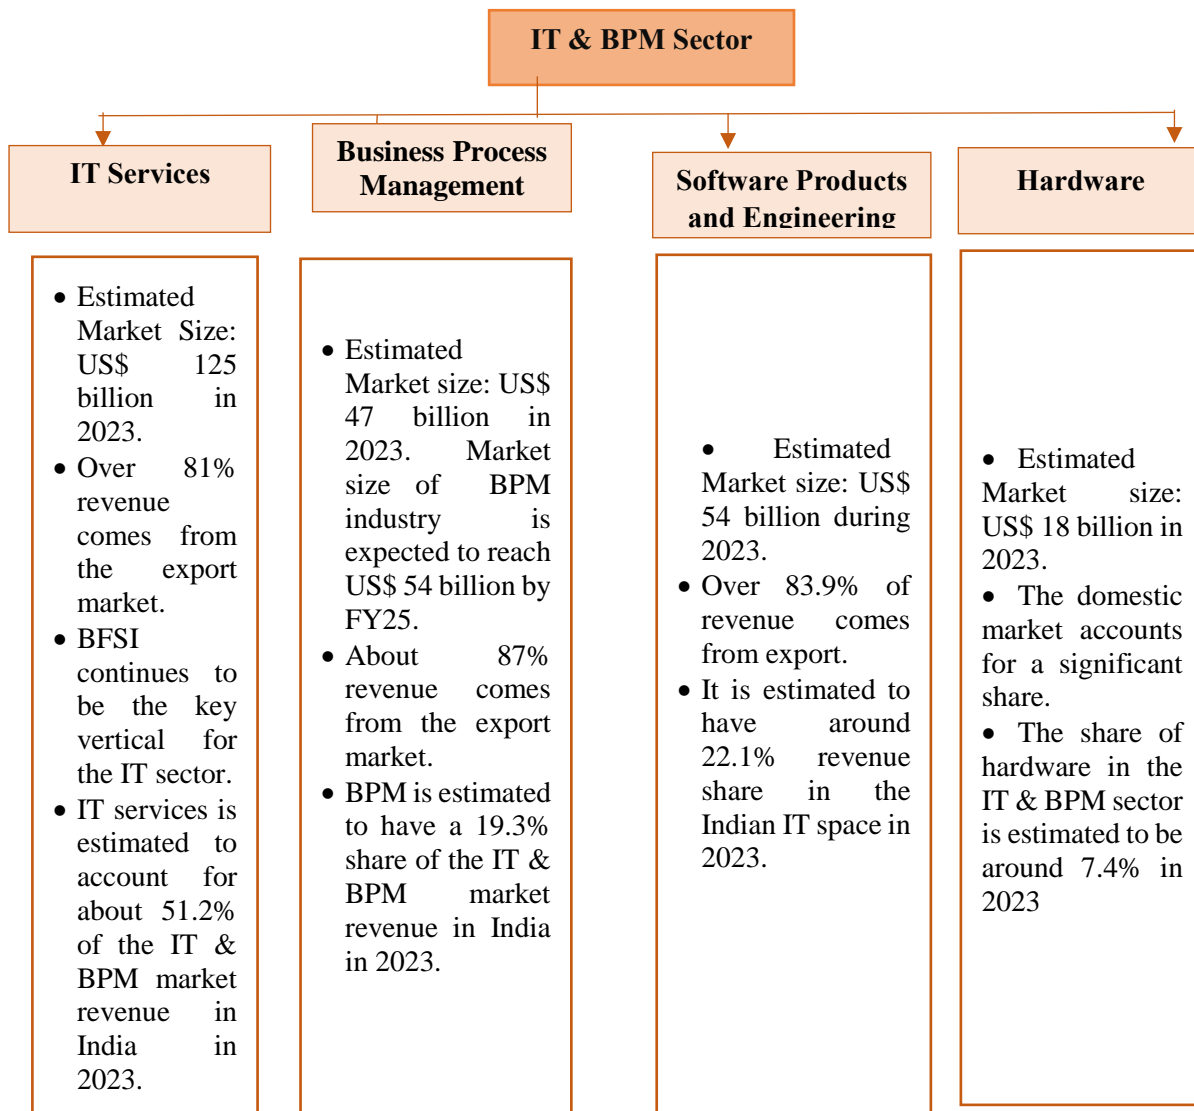 IT & BPM Sector
IT Services
Business Process
Management
Software Products
and Engineering
Hardware
• Estimated
Market Size:
US$ 125
billion in
2023.
• Over 81%
revenue
comes from
the export
market.
• BFSI
continues to
be the key
vertical for
the IT sector.
• IT services is
estimated to
account for
about 51.2%
of the IT &
BPM market
revenue in
India in
2023.
• Estimated
Market size: US$
47 billion in
2023. Market
size of BPM
industry is
expected to reach
US$ 54 billion by
FY25.
• About 87%
revenue comes
from the export
market.
• BPM is estimated
to have a 19.3%
share of the IT &
BPM market
revenue in India
in 2023.
• Estimated
Market size: US$
54 billion during
2023.
• Over 83.9% of
revenue comes
from export.
• It is estimated to
have around
22.1% revenue
share in the
Indian IT space in
2023.
• Estimated
Market size:
US$ 18 billion in
2023.
• The domestic
market accounts
for a significant
share.
• The share of
hardware in the
IT & BPM sector
is estimated to be
around 7.4% in
2023